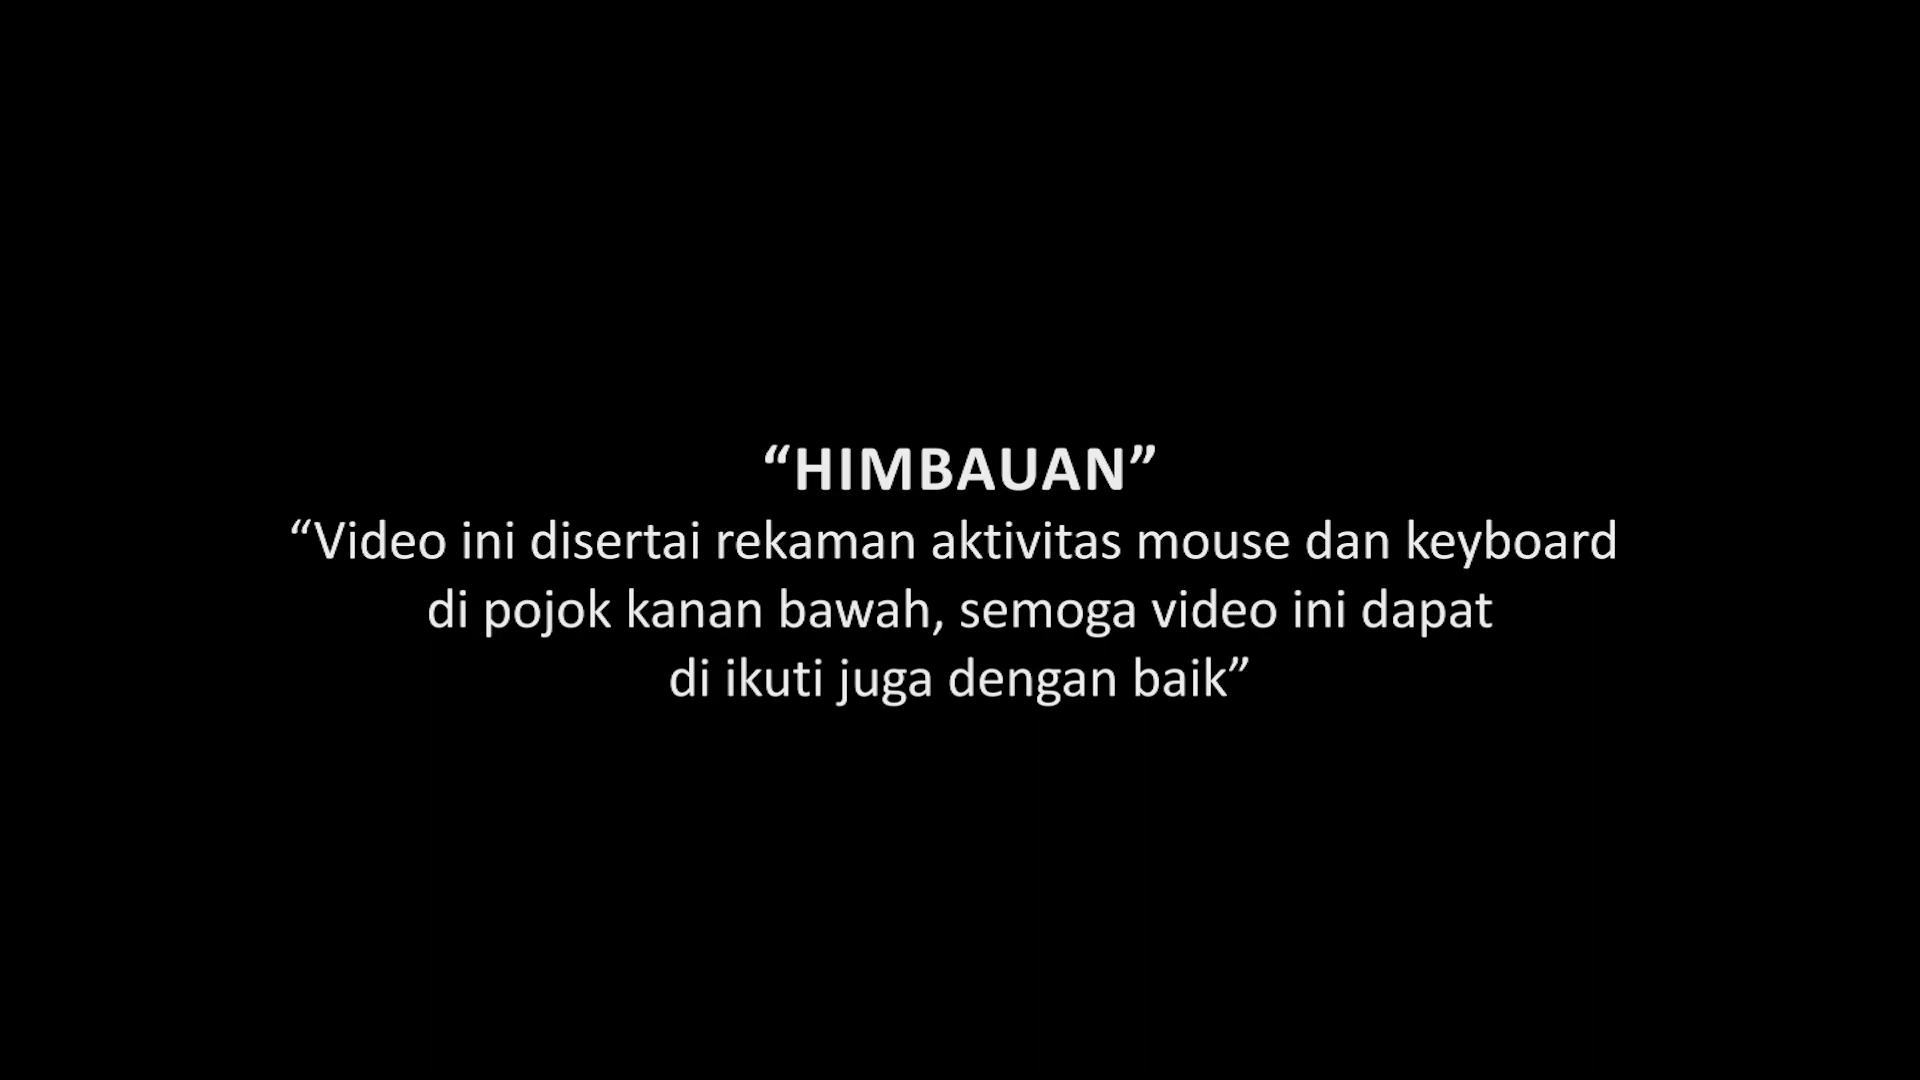 “HIMBAUAN”
“Video ini disertai rekaman aktivitas mouse dan keyboard
di pojok kanan bawah, semoga video ini dapat
di ikuti juga dengan baik”